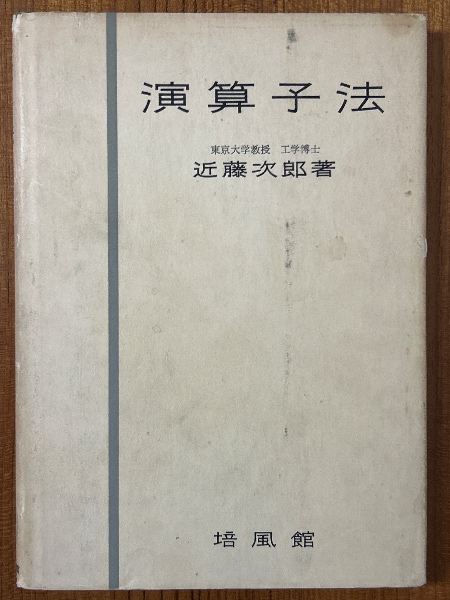 演算子法
東京大学教授 工学博士
近藤次郎著
培風館